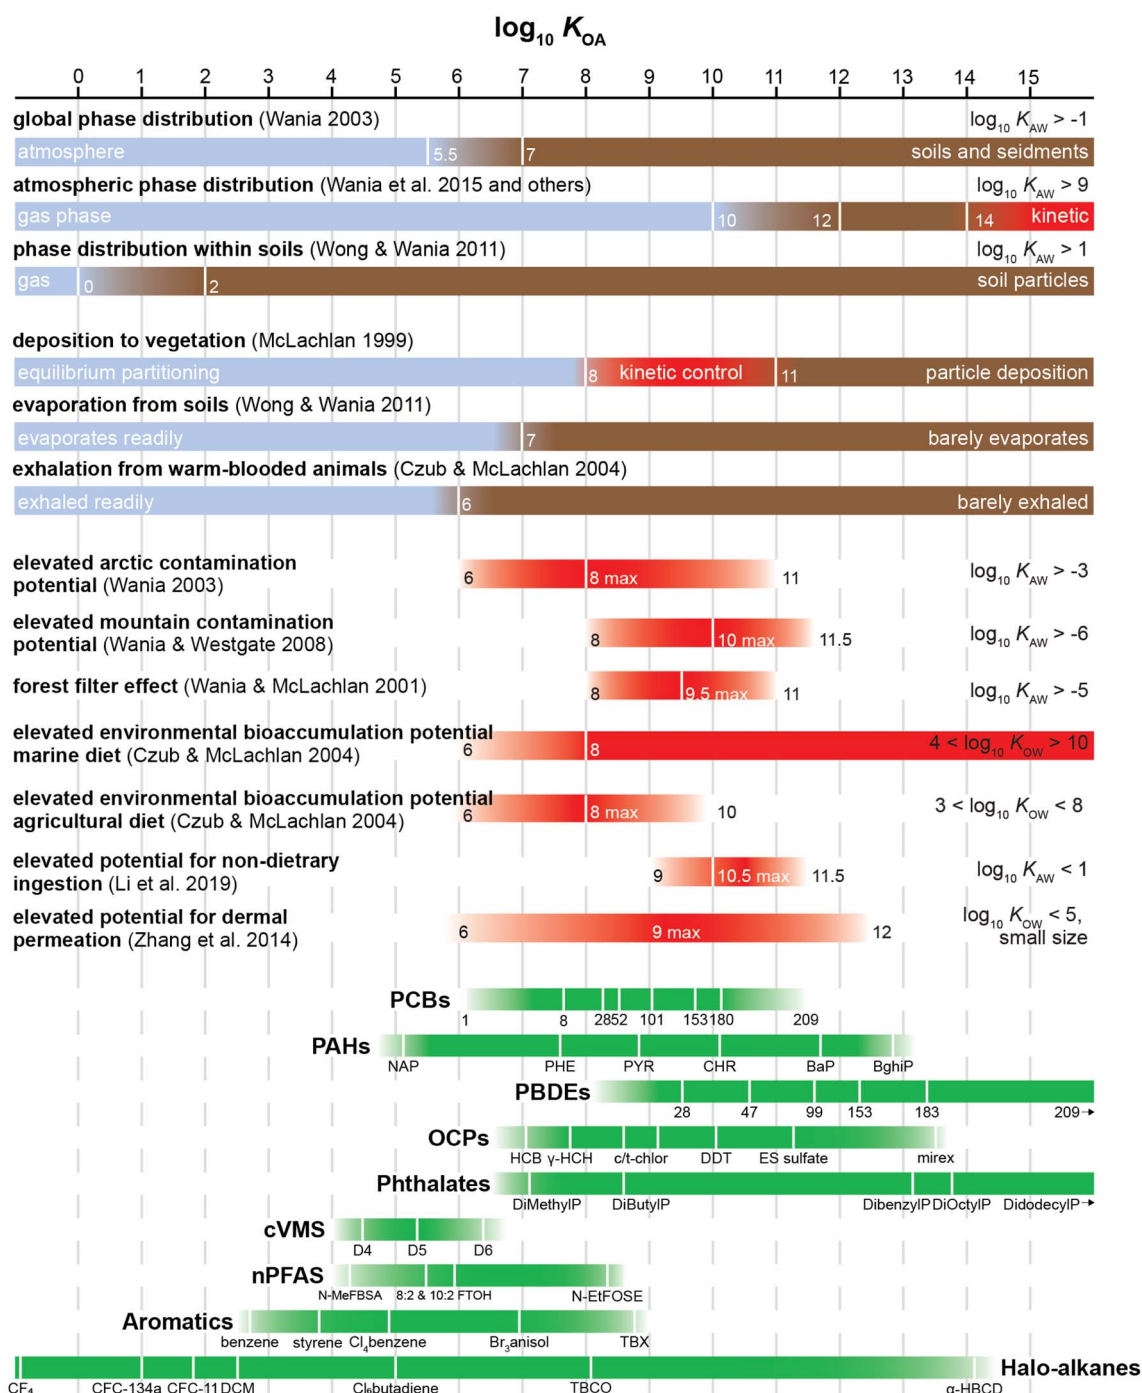 log10 KOA
0 1 2 3 4 5 6 7 8 9 10 11 12 13 14 15
global phase distribution (Wania 2003) log10 KAW > -1
atmosphere 5.5 7 soils and seidments
atmospheric phase distribution (Wania et al. 2015 and others) log10 KAW > 9
gas phase 10 12 14 kinetic
phase distribution within soils (Wong & Wania 2011) log10 KAW > 1
gas 0 2 soil particles
deposition to vegetation (McLachlan 1999)
equilibrium partitioning 8 kinetic control 11 particle deposition
evaporation from soils (Wong & Wania 2011)
evaporates readily 7 barely evaporates
exhalation from warm-blooded animals (Czub & McLachlan 2004)
exhaled readily 6 barely exhaled
elevated arctic contamination
potential (Wania 2003) 6 8 max 11 log10 KAW > -3
elevated mountain contamination
potential (Wania & Westgate 2008) 8 10 max 11.5 log10 KAW > -6
forest filter effect (Wania & McLachlan 2001) 8 9.5 max 11 log10 KAW > -5
elevated environmental bioaccumulation potential
marine diet (Czub & McLachlan 2004) 6 8 4 < log10 KOW > 10
elevated environmental bioaccumulation potential
agricultural diet (Czub & McLachlan 2004) 6 8 max 10 3 < log10 KOW < 8
elevated potential for non-dietrary
ingestion (Li et al. 2019) 9 10.5 max 11.5 log10 KAW < 1
elevated potential for dermal log10 KOW < 5,
permeation (Zhang et al. 2014) 6 9 max 12 small size
PCBs
1 8 28 52 101 153 180 209
PAHs
NAP PHE PYR CHR BaP BghiP
PBDEs
28 47 99 153 183 209→
OCPs
HCB γ-HCH c/t-chlor DDT ES sulfate mirex
Phthalates
DiMethylP DiButylP DibenzylP DiOctylP DidodecylP→
cVMS
D4 D5 D6
nPFAS
N-MeFBSA 8:2 & 10:2 FTOH N-EtFOSE
Aromatics
benzene styrene Cl4benzene Br3anisol TBX
Halo-alkanes
CF4 CFC-134a CFC-11 DCM Cl6butadiene TBCO α-HBCD